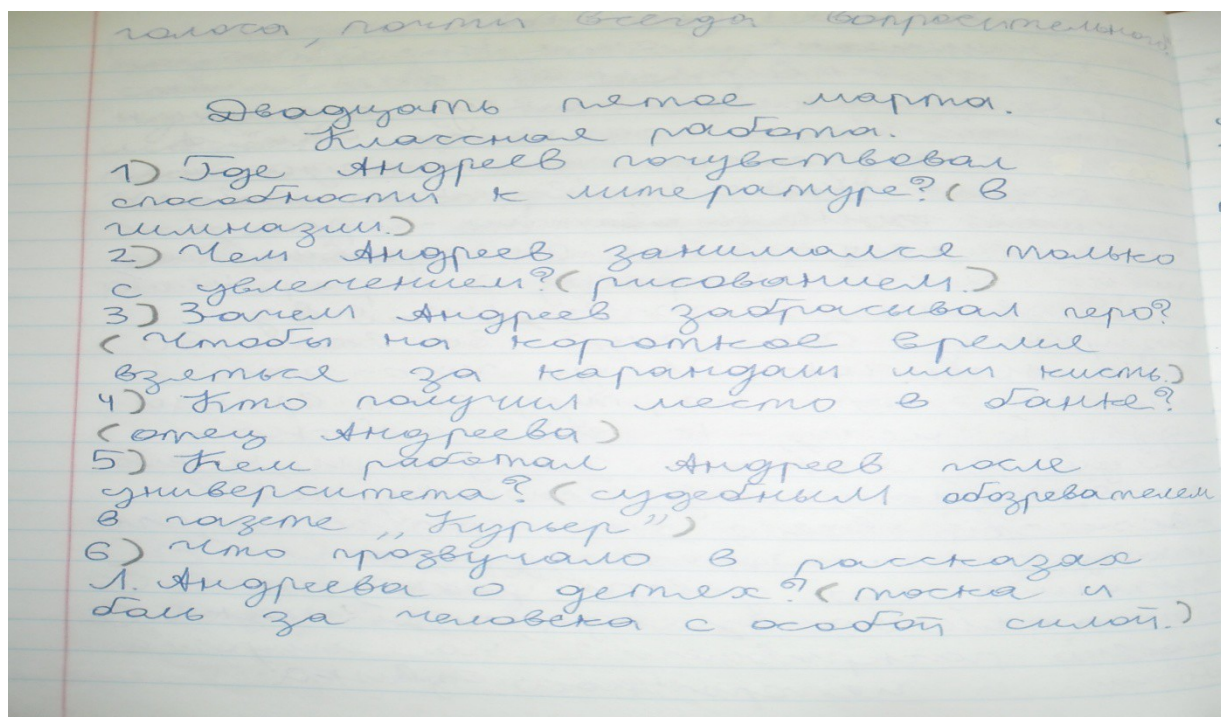 голоса, почти всегда вопросительного
Двадцать пятое марта.
Классная работа.
1) Где Андреев почувствовал
способности к литературе? (В
гимназии.)
2) Чем Андреев занимался только
с увлечением? (рисованием.)
3) Зачем Андреев забрасывал перо?
(Чтобы на короткое время
взяться за карандаш или кисть.)
4) Кто получил место в банке?
(отец Андреева)
5) Кем работал Андреев после
университета? (судебным обозревателем
в газете „Курьер”)
6) Что прозвучало в рассказах
Л. Андреева о детях? (тоска и
боль за человека с особой силой.)